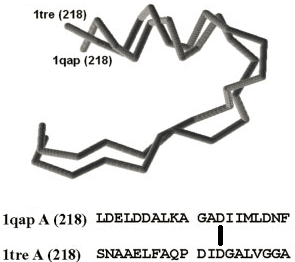 1tre (218)
1qap (218)
1qap A (218) LDELDDALKA GADIIMLDNF
1tre A (218) SNAAELFAQP DIDGALVGGA